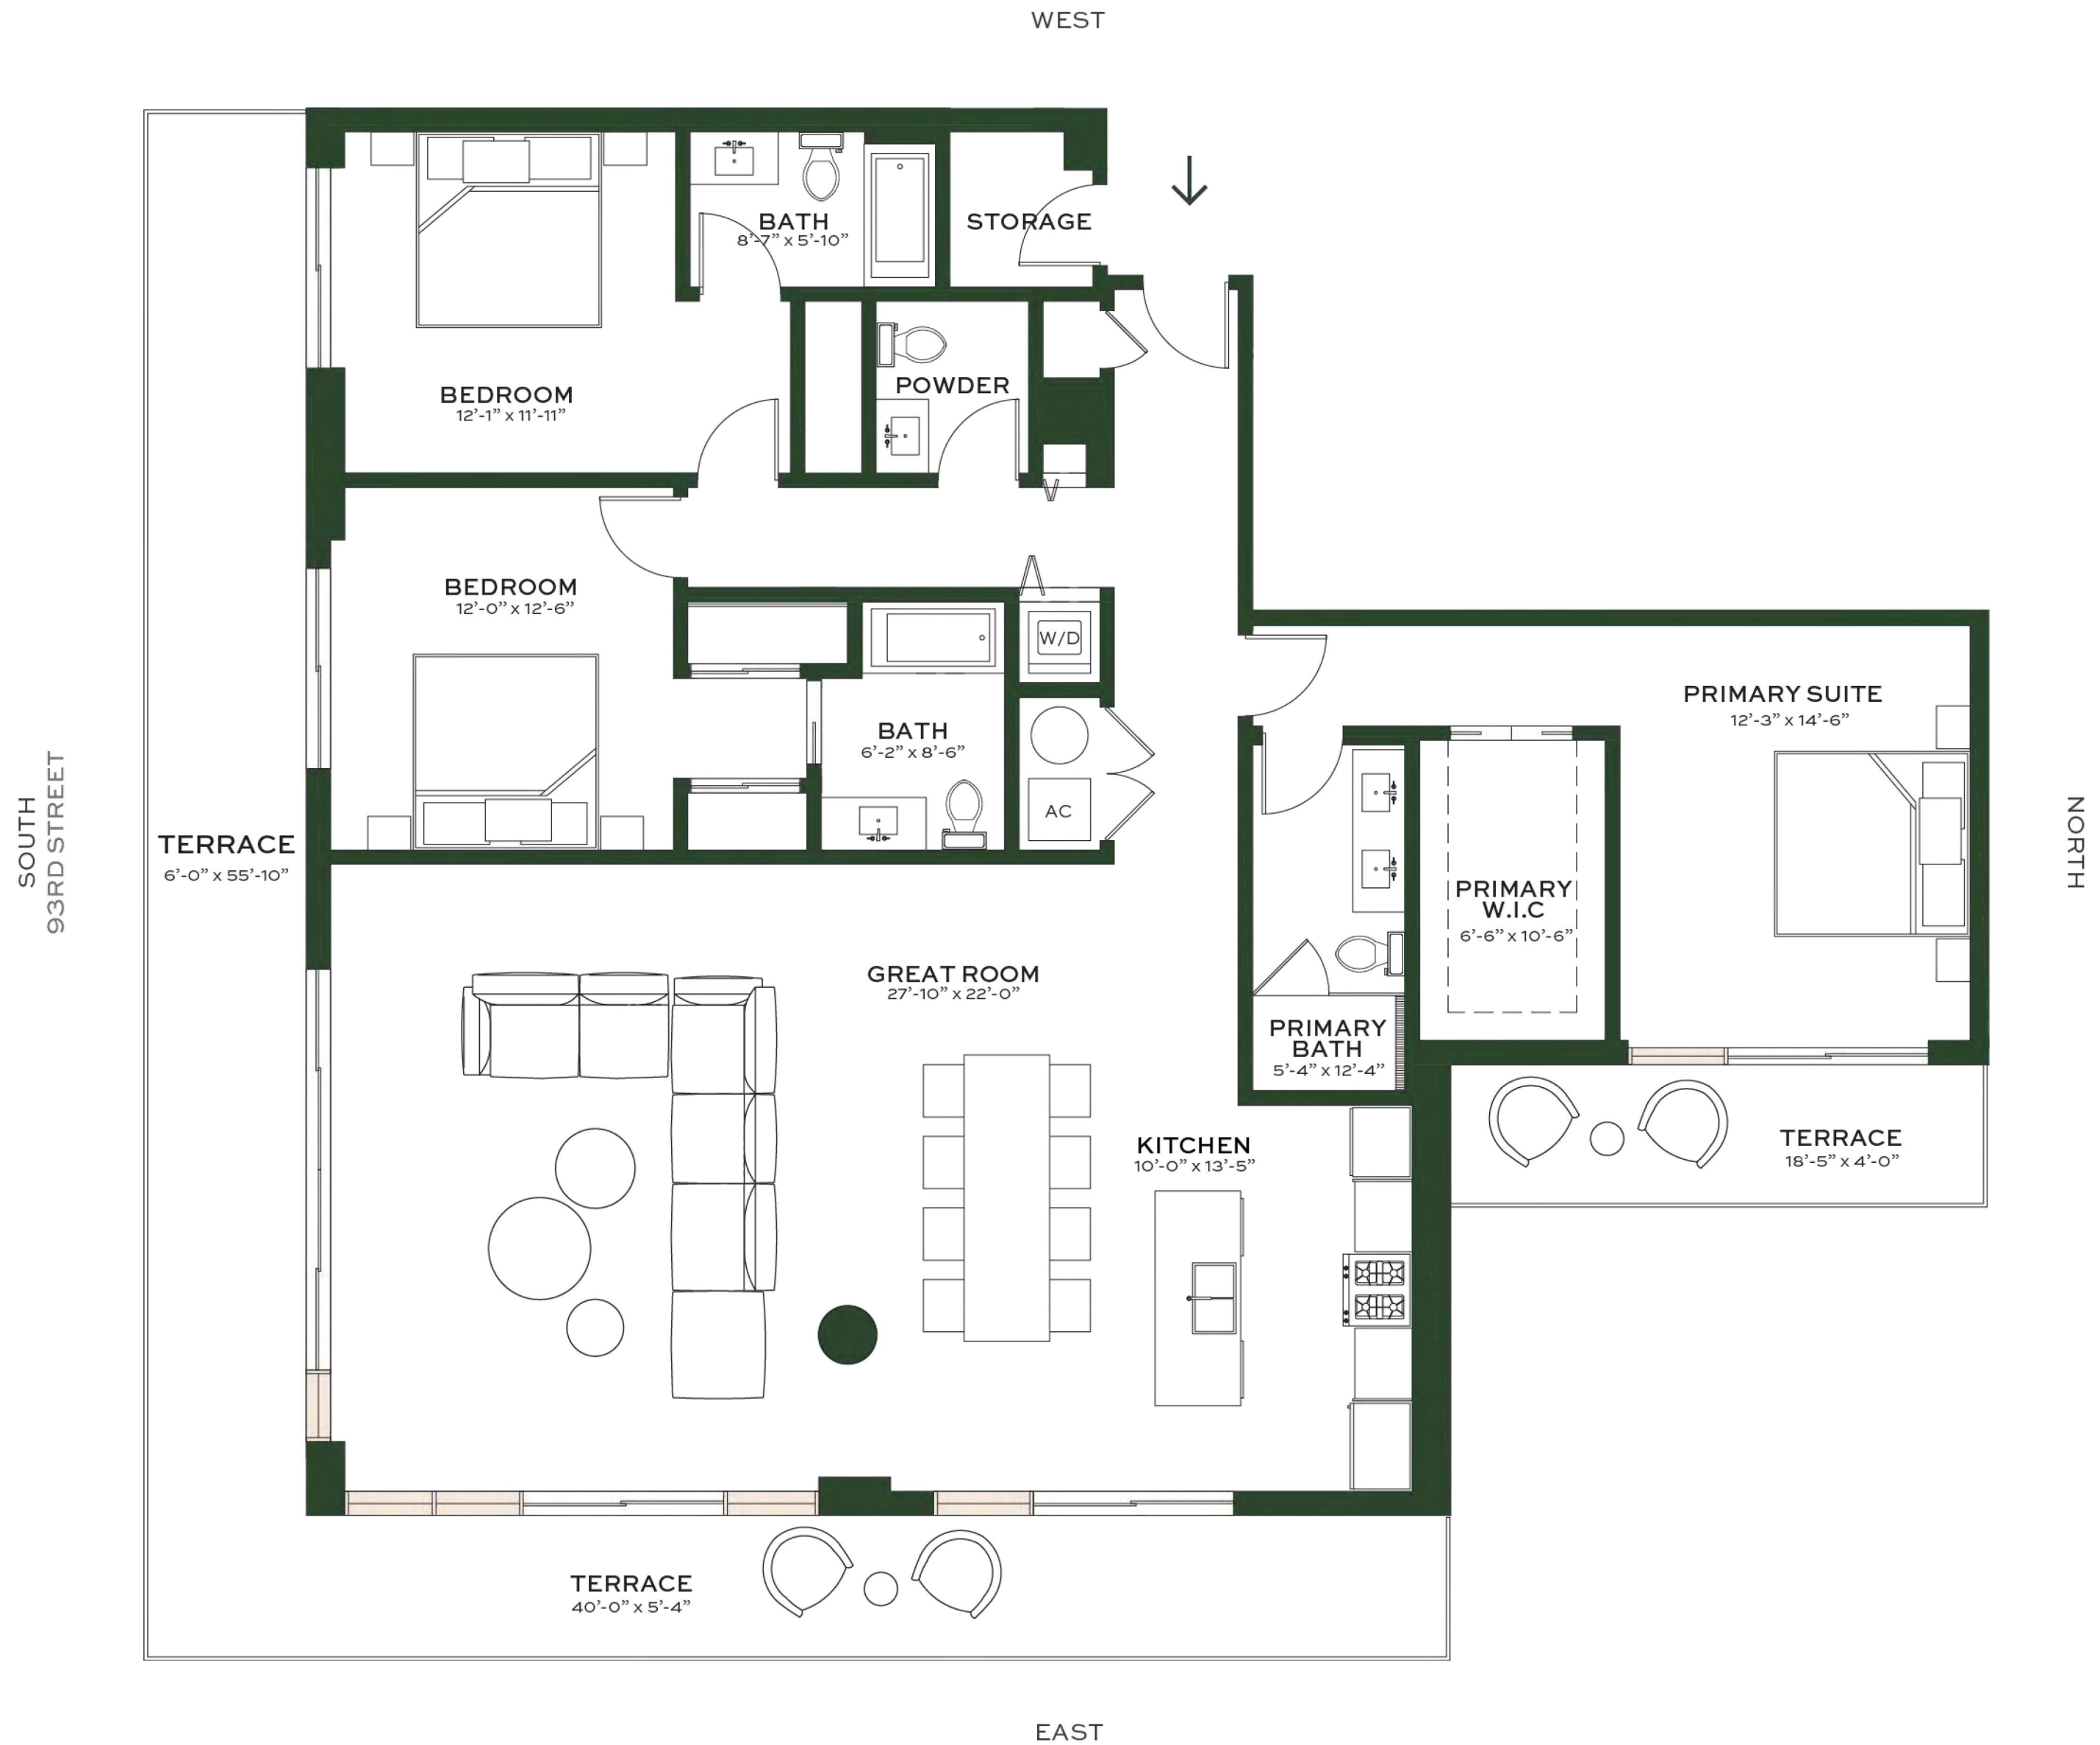 WEST
BATH
8’-7” x 5’-10”
STORAGE
POWDER
BEDROOM
12’-1” x 11’-11”
BEDROOM
12’-0” x 12’-6”
W/D
BATH
6’-2” x 8’-6”
AC
PRIMARY SUITE
12’-3” x 14’-6”
SOUTH
93RD STREET
TERRACE
6’-0” x 55’-10”
NORTH
PRIMARY
W.I.C
6’-6” x 10’-6”
GREAT ROOM
27’-10” x 22’-0”
PRIMARY
BATH
5’-4” x 12’-4”
KITCHEN
10’-0” x 13’-5”
TERRACE
18’-5” x 4’-0”
TERRACE
40’-0” x 5’-4”
EAST